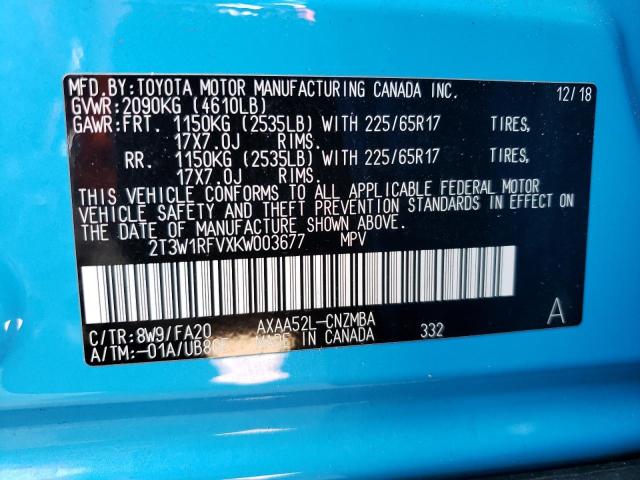 MFD.BY:TOYOTA MOTOR MANUFACTURING CANADA INC. 12/18
GVWR:2090KG (4610LB)
GAWR:FRT. 1150KG (2535LB) WITH 225/65R17 TIRES,
17X7.0J RIMS.
RR. 1150KG (2535LB) WITH 225/65R17 TIRES,
17X7.0J RIMS.
THIS VEHICLE CONFORMS TO ALL APPLICABLE FEDERAL MOTOR
VEHICLE SAFETY AND THEFT PREVENTION STANDARDS IN EFFECT ON
THE DATE OF MANUFACTURE SHOWN ABOVE.
2T3W1RFVXKW003677 MPV
C/TR:8W9/FA20 AXAA52L-CNZMBA A
A/TM:-01A/UB80F MADE IN CANADA 332